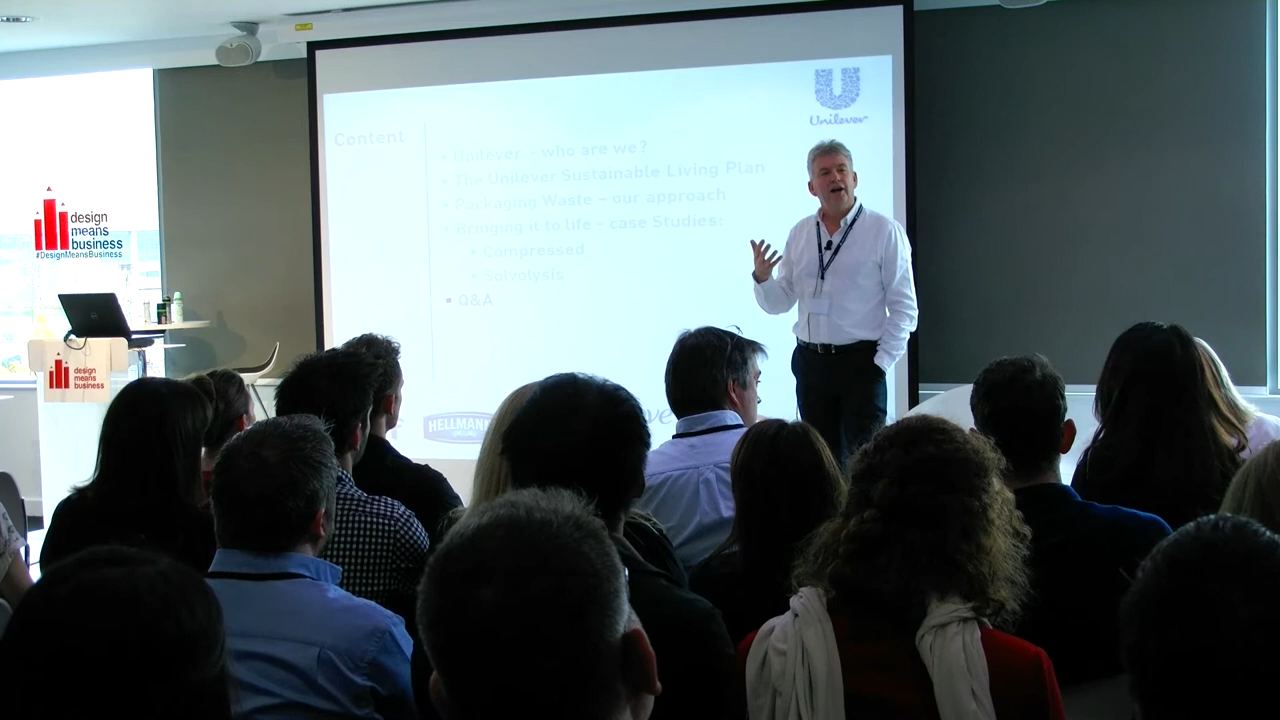 Unilever
Content
Unilever - who are we?
The Unilever Sustainable Living Plan
Packaging Waste – our approach
Bringing it to life – case Studies:
Compressed
Solvolysis
Q&A
design
means
business
#DesignMeansBusiness
design
means
business